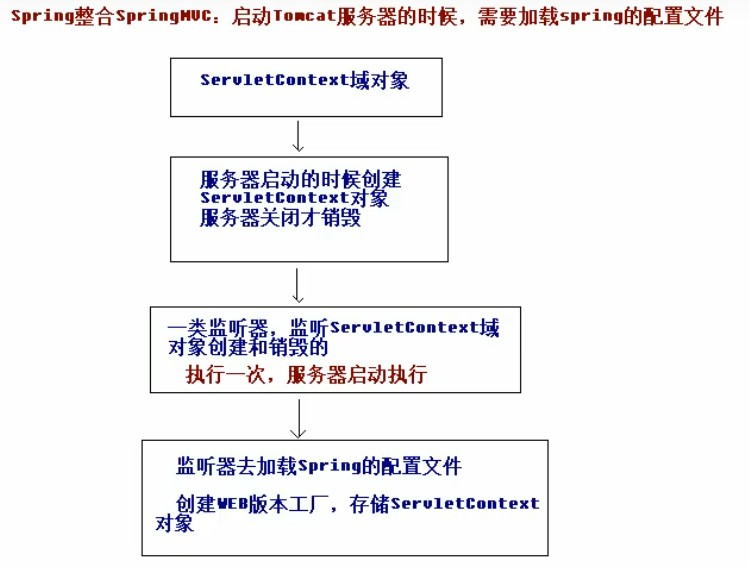 Spring整合SpringMVC：启动Tomcat服务器的时候，需要加载spring的配置文件
ServletContext域对象
服务器启动的时候创建
ServletContext对象
服务器关闭才销毁
一类监听器，监听ServletContext域
对象创建和销毁的
执行一次，服务器启动执行
监听器去加载Spring的配置文件
创建WEB版本工厂，存储ServletContext
对象